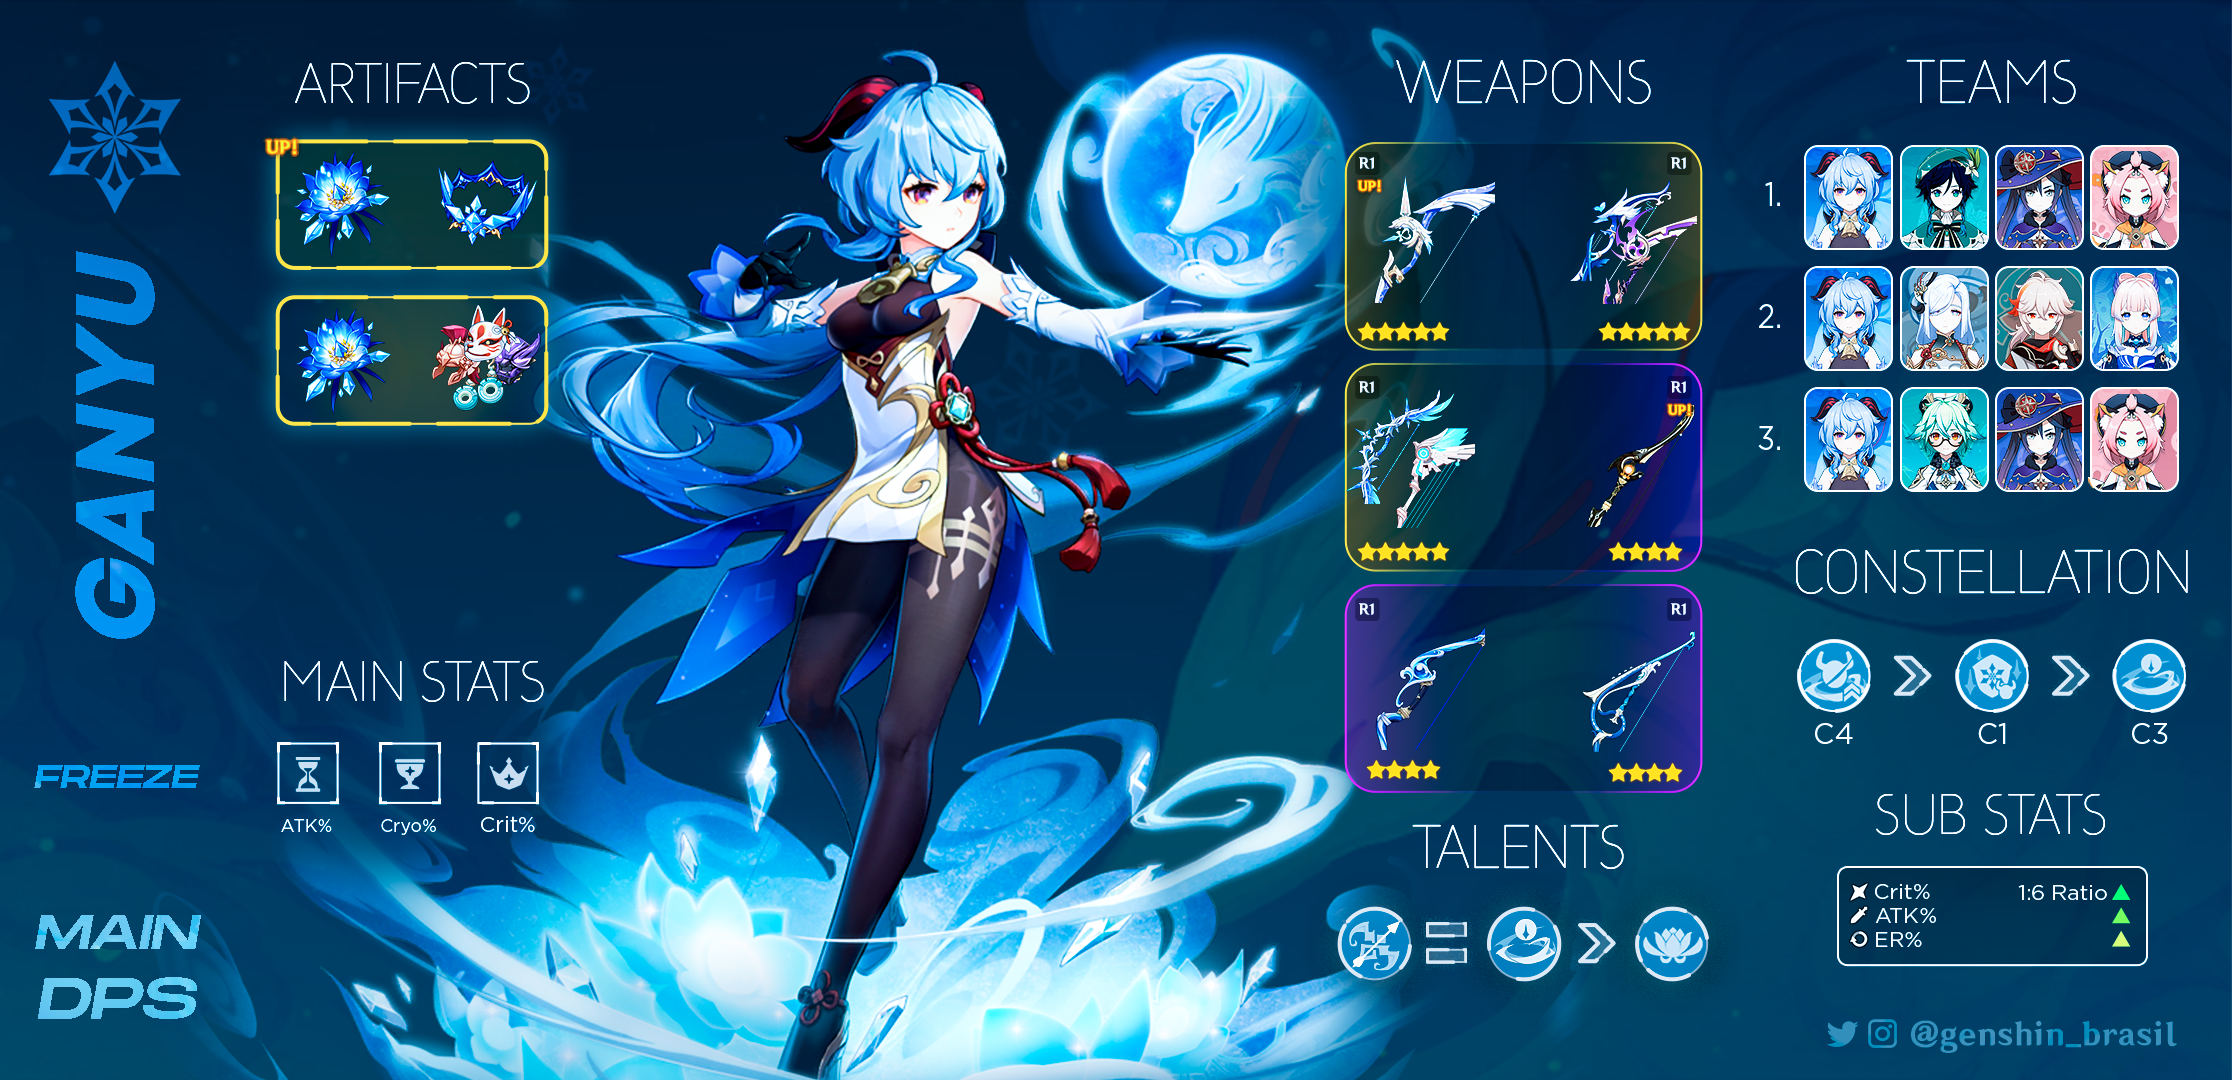 GANYU
FREEZE
MAIN
DPS
ARTIFACTS
UP!
MAIN STATS
ATK%
Cryo%
Crit%
WEAPONS
R1
R1
UP!
R1
R1
UP!
R1
R1
TALENTS
TEAMS
1.
2.
3.
CONSTELLATION
C4
C1
C3
SUB STATS
Crit% 1:6 Ratio
ATK%
ER%
@genshin_brasil